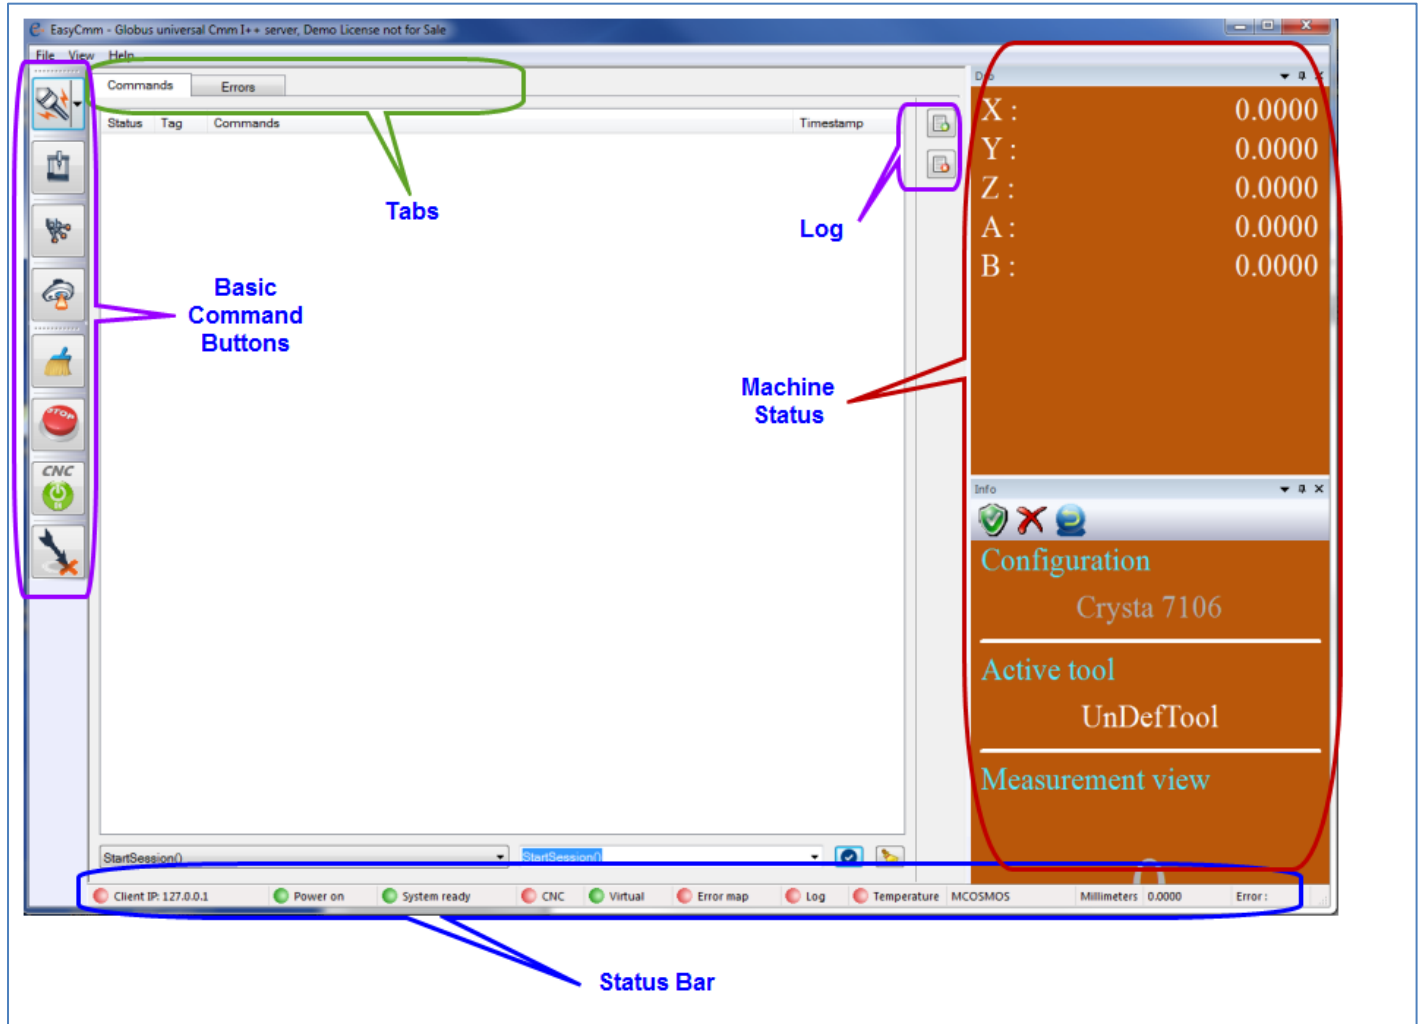 EasyCmm - Globus universal Cmm I++ server, Demo License not for Sale
File View Help
Commands Errors
Status Tag Commands Timestamp
Tabs
Log
Basic
Command
Buttons
STOP
CNC
Machine
Status
X : 0.0000
Y : 0.0000
Z : 0.0000
A : 0.0000
B : 0.0000
Info
Configuration
Crysta 7106
Active tool
UnDefTool
Measurement view
StartSession() StartSession()
Client IP: 127.0.0.1 Power on System ready CNC Virtual Error map Log Temperature MCOSMOS Millimeters 0.0000 Error :
Status Bar